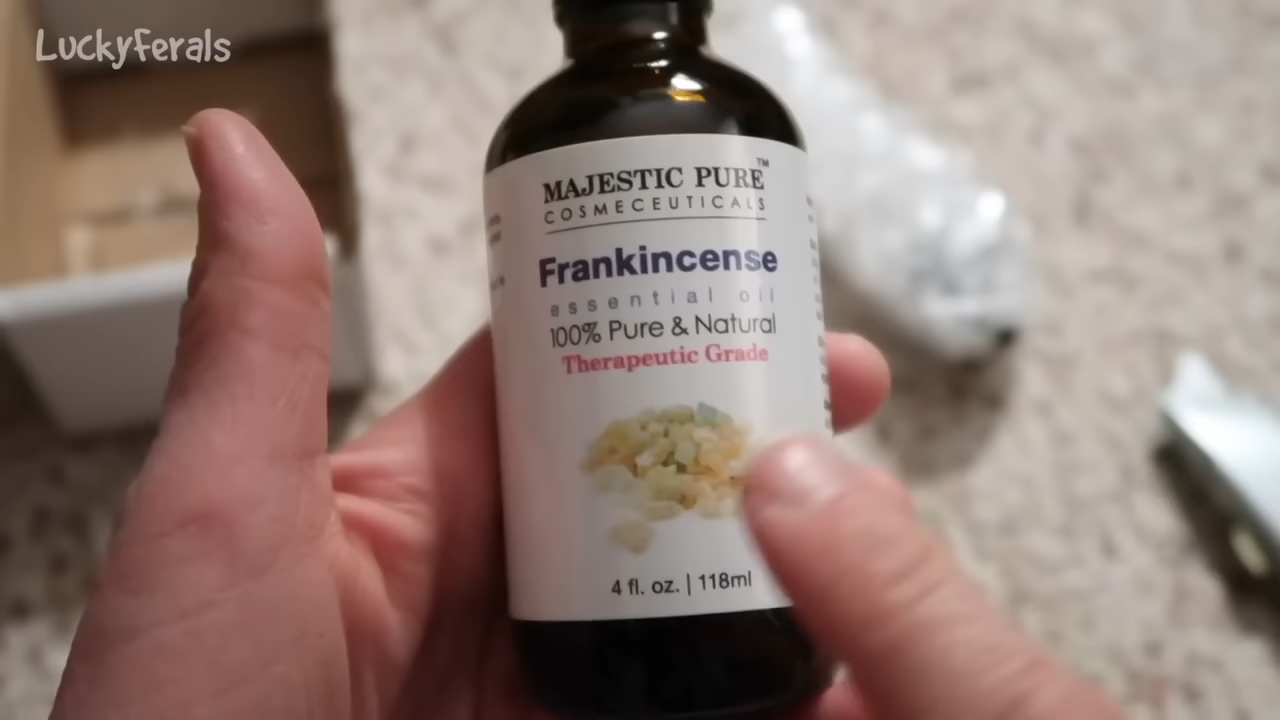 LuckyFerals
MAJESTIC PURE™
COSMECEUTICALS
Frankincense
essential oil
100% Pure & Natural
Therapeutic Grade
4 fl. oz. | 118ml